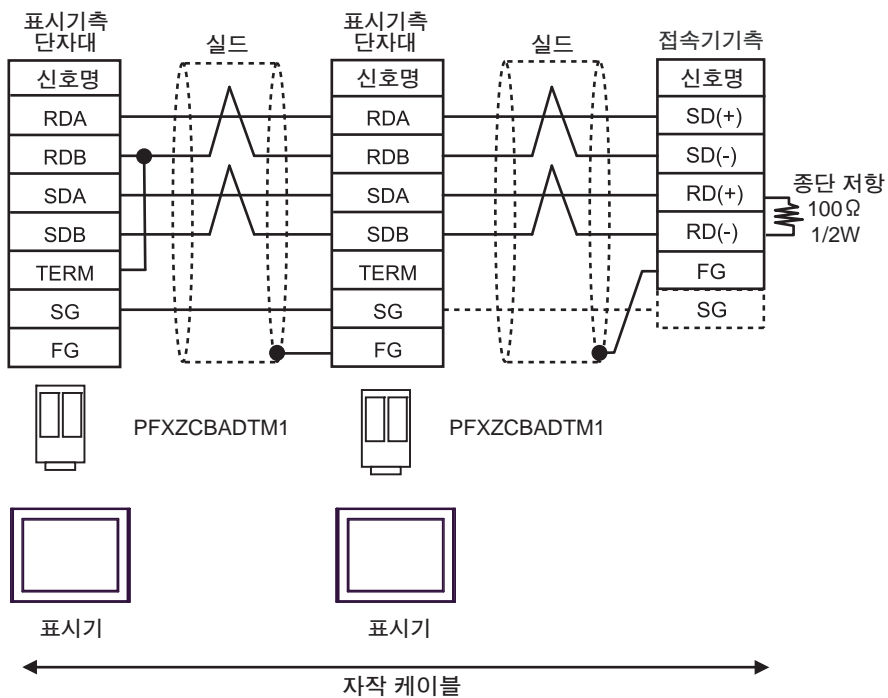 표시기측
단자대
신호명
RDA
RDB
SDA
SDB
TERM
SG
FG
실드
표시기측
단자대
신호명
RDA
RDB
SDA
SDB
TERM
SG
FG
실드
접속기기측
신호명
SD(+)
SD(-)
RD(+)
RD(-)
FG
SG
종단 저항
100Ω
1/2W
PFXZCBADTM1
PFXZCBADTM1
표시기
표시기
자작 케이블